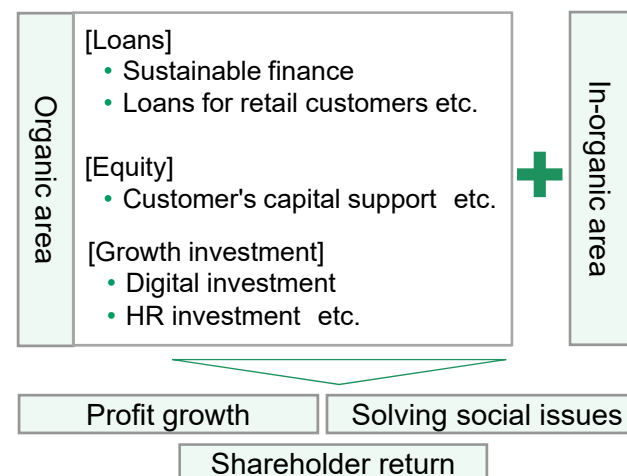 Organic area
[Loans]
• Sustainable finance
• Loans for retail customers etc.
[Equity]
• Customer's capital support etc.
[Growth investment]
• Digital investment
• HR investment etc.
In-organic area
Profit growth
Solving social issues
Shareholder return